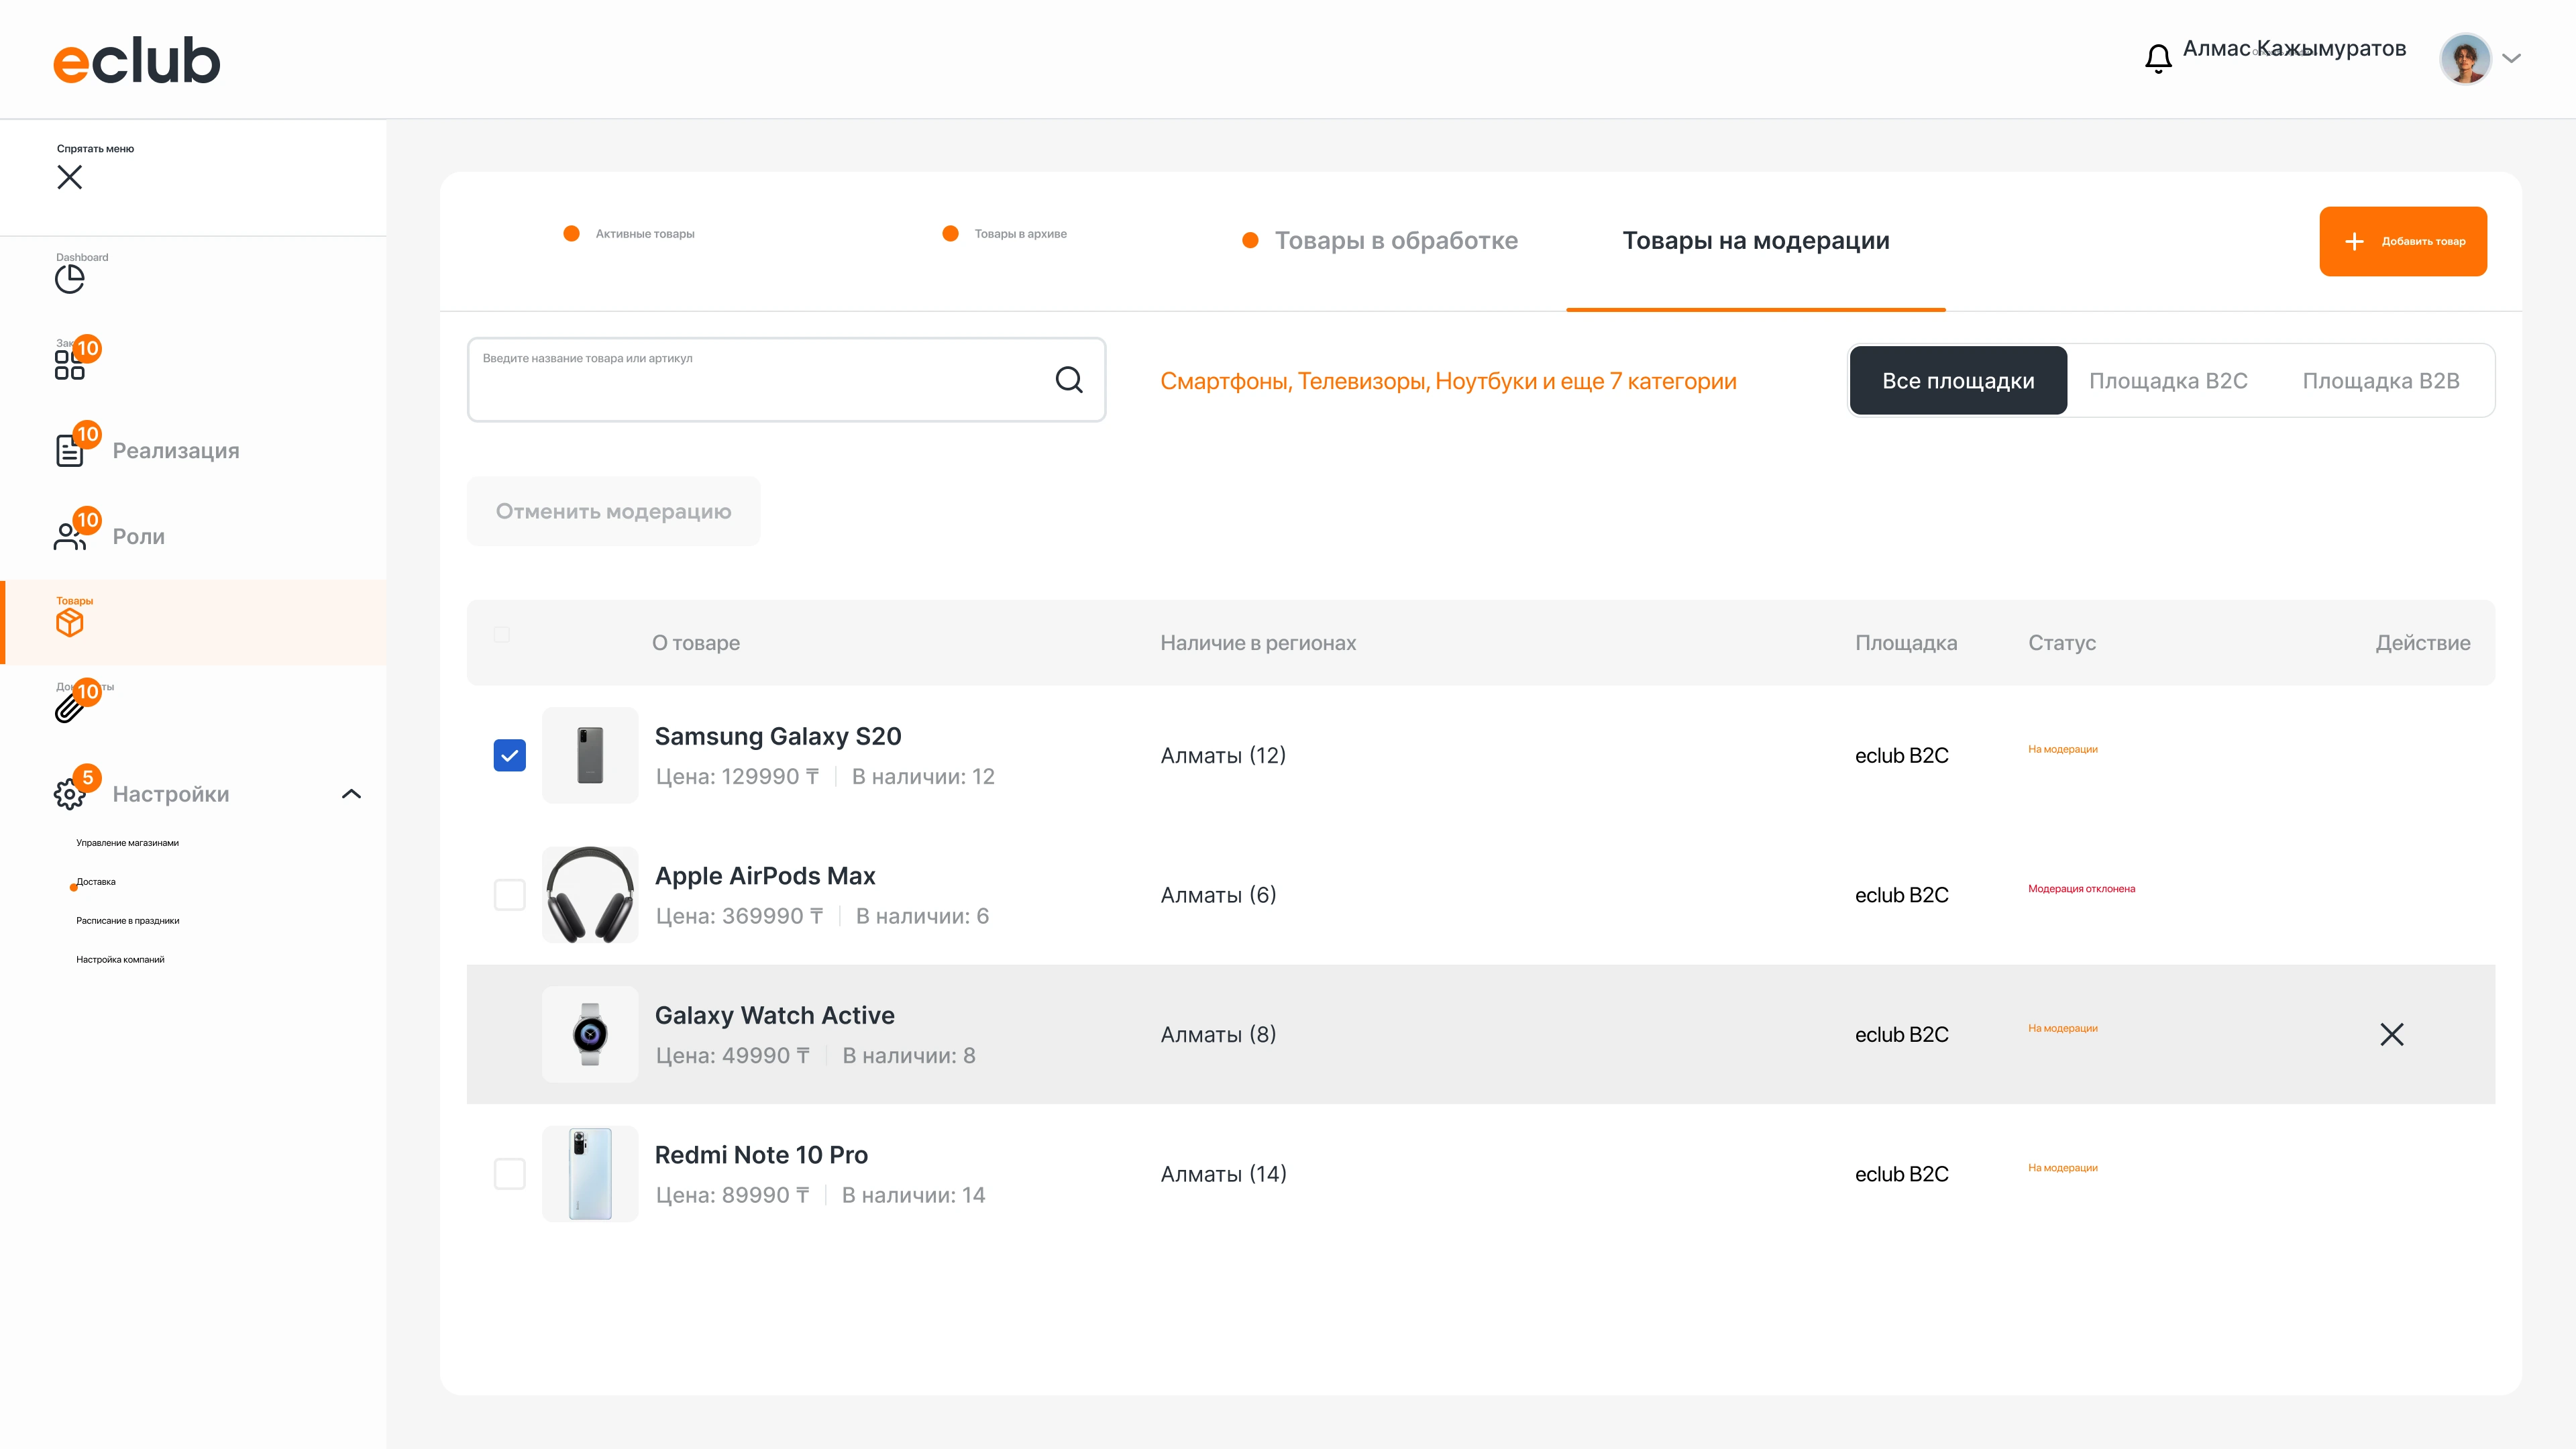 eclub
Алмас Кажымуратов
Спрятать меню
Dashboard
10
10
Реализация
10
Роли
Товары
10
5
Настройки
Управление магазинами
Доставка
Расписание в праздники
Настройка компаний
Активные товары
Товары в архиве
Товары в обработке
Товары на модерации
Добавить товар
Введите название товара или артикул
Смартфоны, Телевизоры, Ноутбуки и еще 7 категории
Все площадки
Площадка B2C
Площадка B2B
Отменить модерацию
О товаре
Наличие в регионах
Площадка
Статус
Действие
Samsung Galaxy S20
Цена: 129990 ₸
В наличии: 12
Алматы (12)
eclub B2C
На модерации
Apple AirPods Max
Цена: 369990 ₸
В наличии: 6
Алматы (6)
eclub B2C
Модерация отклонена
Galaxy Watch Active
Цена: 49990 ₸
В наличии: 8
Алматы (8)
eclub B2C
На модерации
Redmi Note 10 Pro
Цена: 89990 ₸
В наличии: 14
Алматы (14)
eclub B2C
На модерации